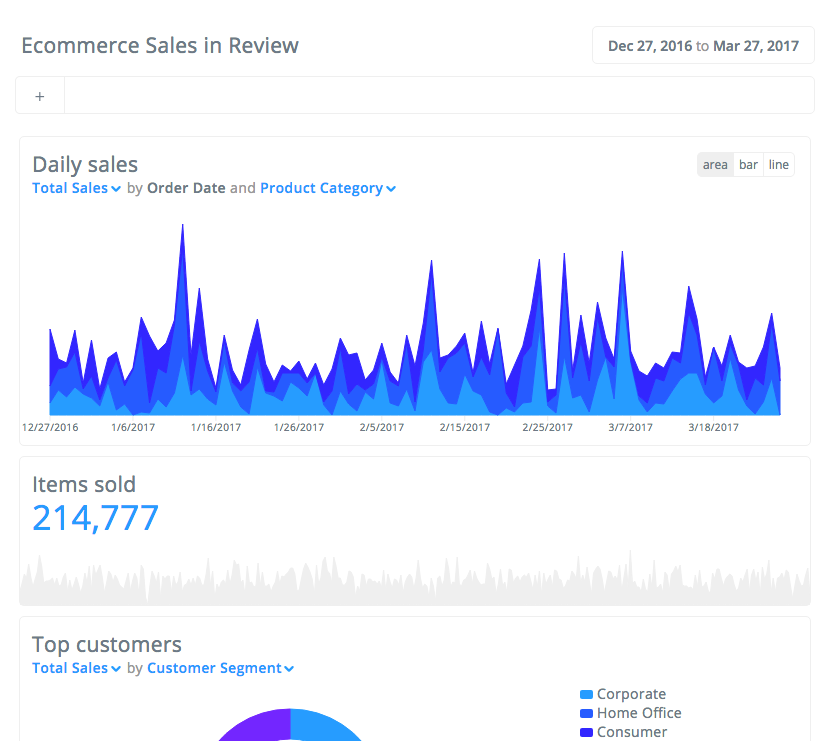 Ecommerce Sales in Review
Dec 27, 2016 to Mar 27, 2017
+
Daily sales
area bar line
Total Sales by Order Date and Product Category
12/27/2016 1/6/2017 1/16/2017 1/26/2017 2/5/2017 2/15/2017 2/25/2017 3/7/2017 3/18/2017
Items sold
214,777
Top customers
Total Sales by Customer Segment
Corporate
Home Office
Consumer